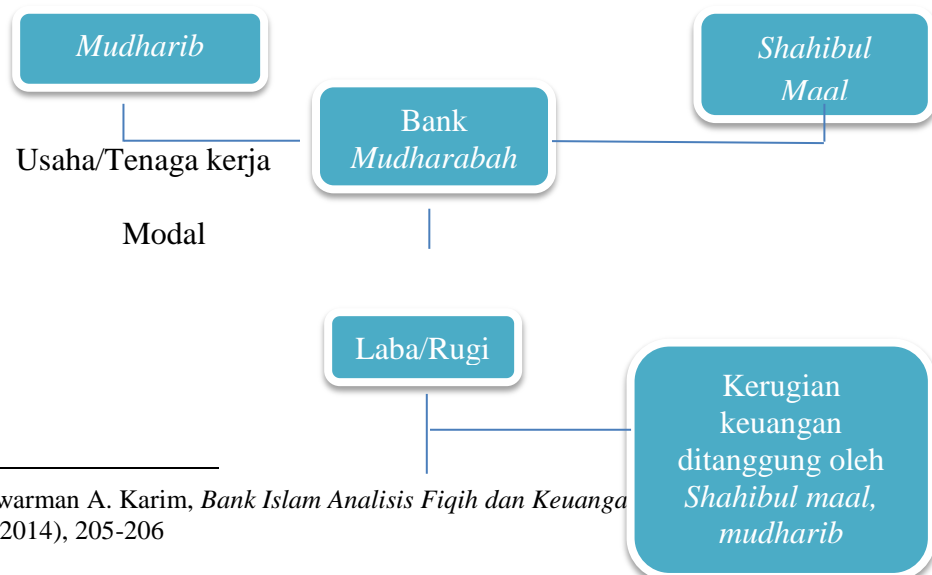 Mudharib
Shahibul
Maal
Bank
Mudharabah
Usaha/Tenaga kerja
Modal
Laba/Rugi
Kerugian
keuangan
ditanggung oleh
Shahibul maal,
mudharib
warman A. Karim, Bank Islam Analisis Fiqih dan Keuanga
2014), 205-206